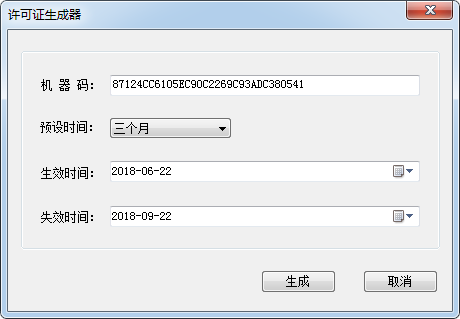 许可证生成器
机 器 码： 87124CC6105EC90C2269C93ADC380541
预设时间： 三个月
生效时间： 2018-06-22
失效时间： 2018-09-22
生成 取消